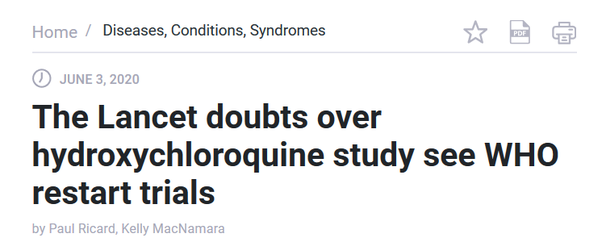 Home / Diseases, Conditions, Syndromes
PDF
JUNE 3, 2020
The Lancet doubts over
hydroxychloroquine study see WHO
restart trials
by Paul Ricard, Kelly MacNamara